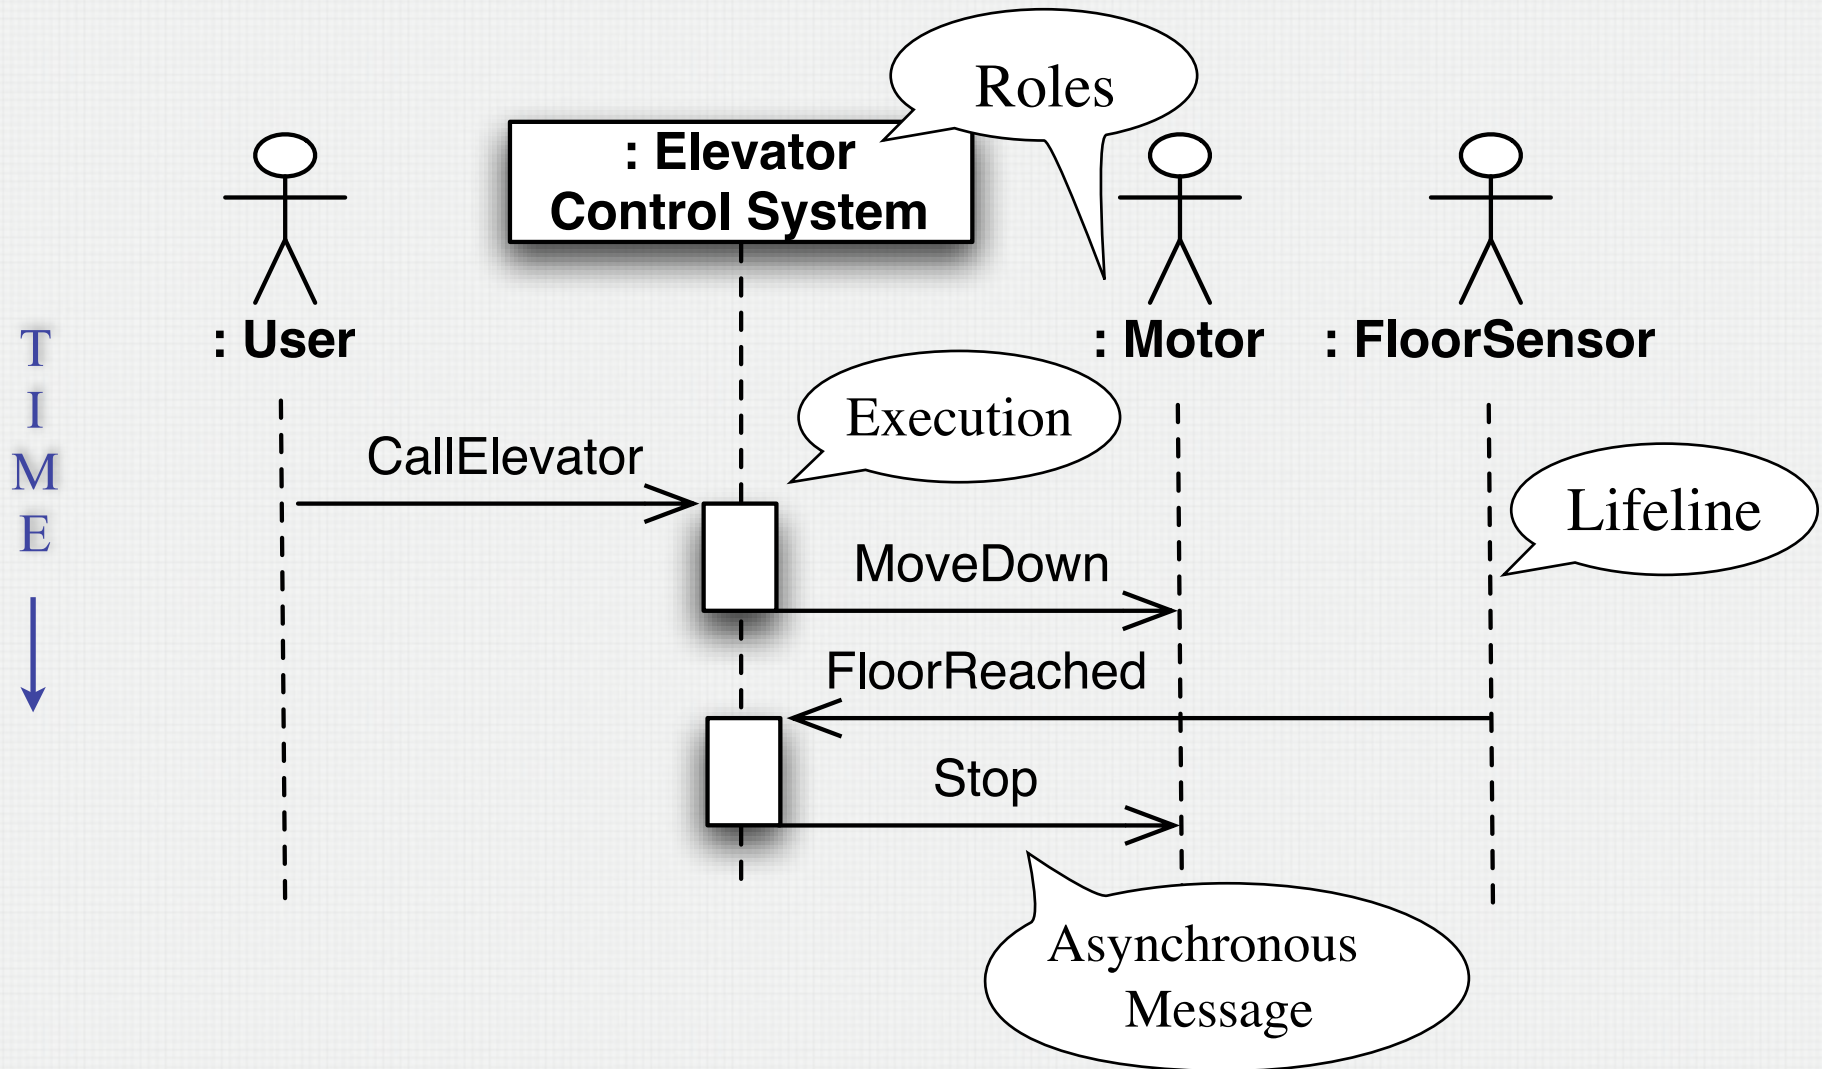 Roles
: Elevator
Control System
: User
: Motor
: FloorSensor
T
I
M
E
Execution
CallElevator
Lifeline
MoveDown
FloorReached
Stop
Asynchronous
Message